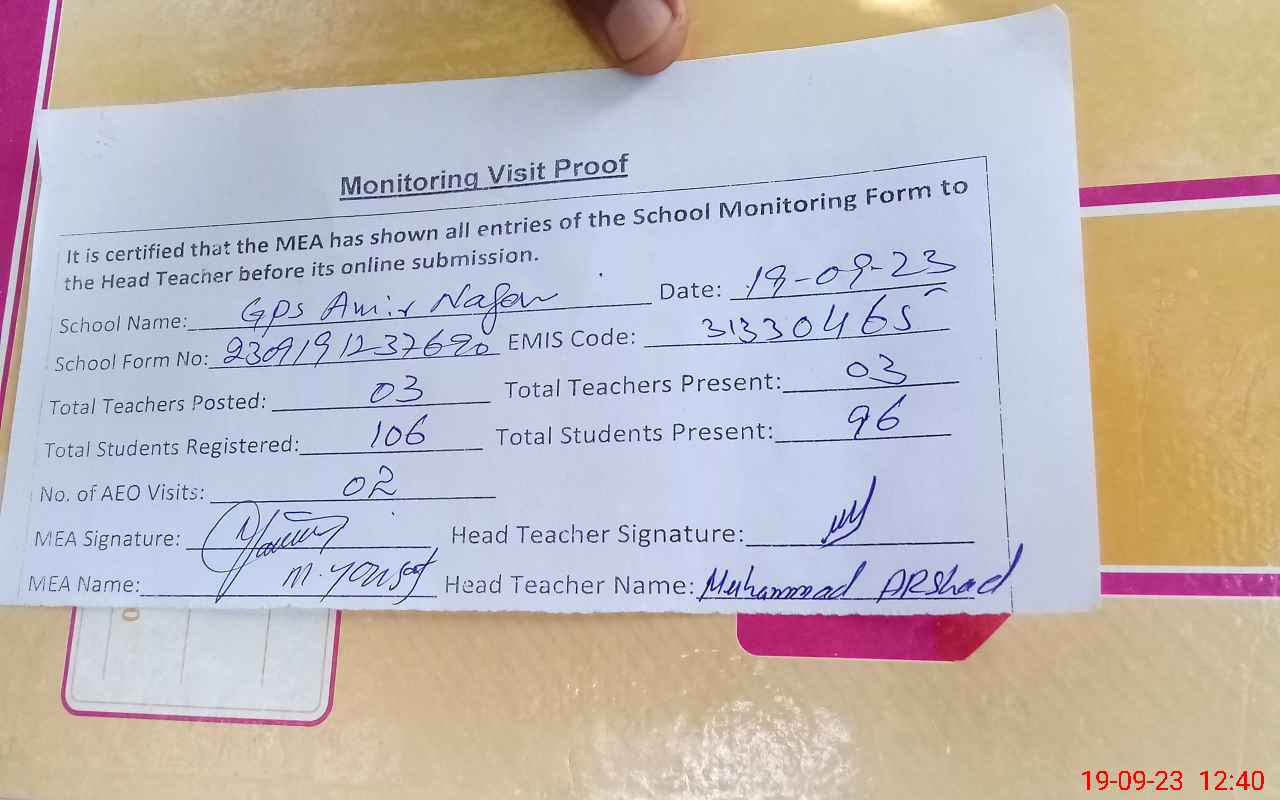 Monitoring Visit Proof
It is certified that the MEA has shown all entries of the School Monitoring Form to
the Head Teacher before its online submission.
School Name: GPS Amir Nagar Date: 19-09-23
School Form No: 2309191237690 EMIS Code: 31330465
Total Teachers Posted: 03 Total Teachers Present: 03
Total Students Registered: 106 Total Students Present: 96
No. of AEO Visits: 02
MEA Signature: Head Teacher Signature:
MEA Name: M. Yousaf Head Teacher Name: Muhammad ARShad
19-09-23 12:40